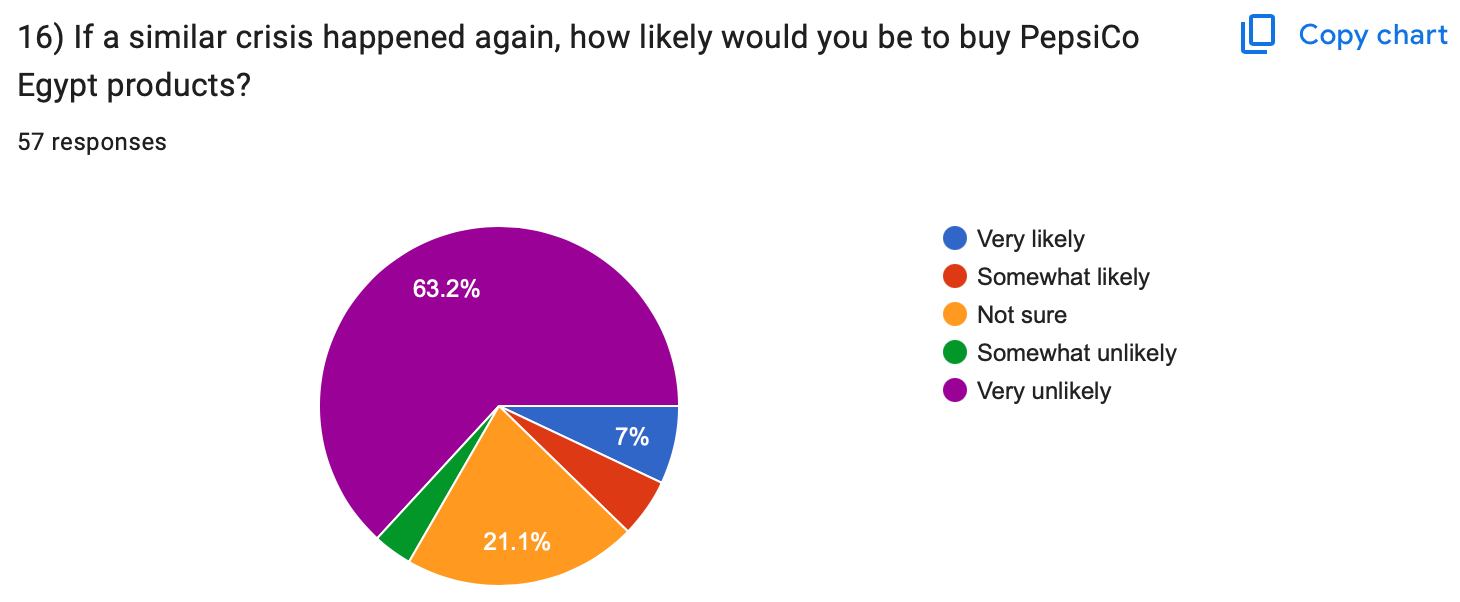 16) If a similar crisis happened again, how likely would you be to buy PepsiCo
Egypt products?
Copy chart
57 responses
63.2%
7%
21.1%
Very likely
Somewhat likely
Not sure
Somewhat unlikely
Very unlikely